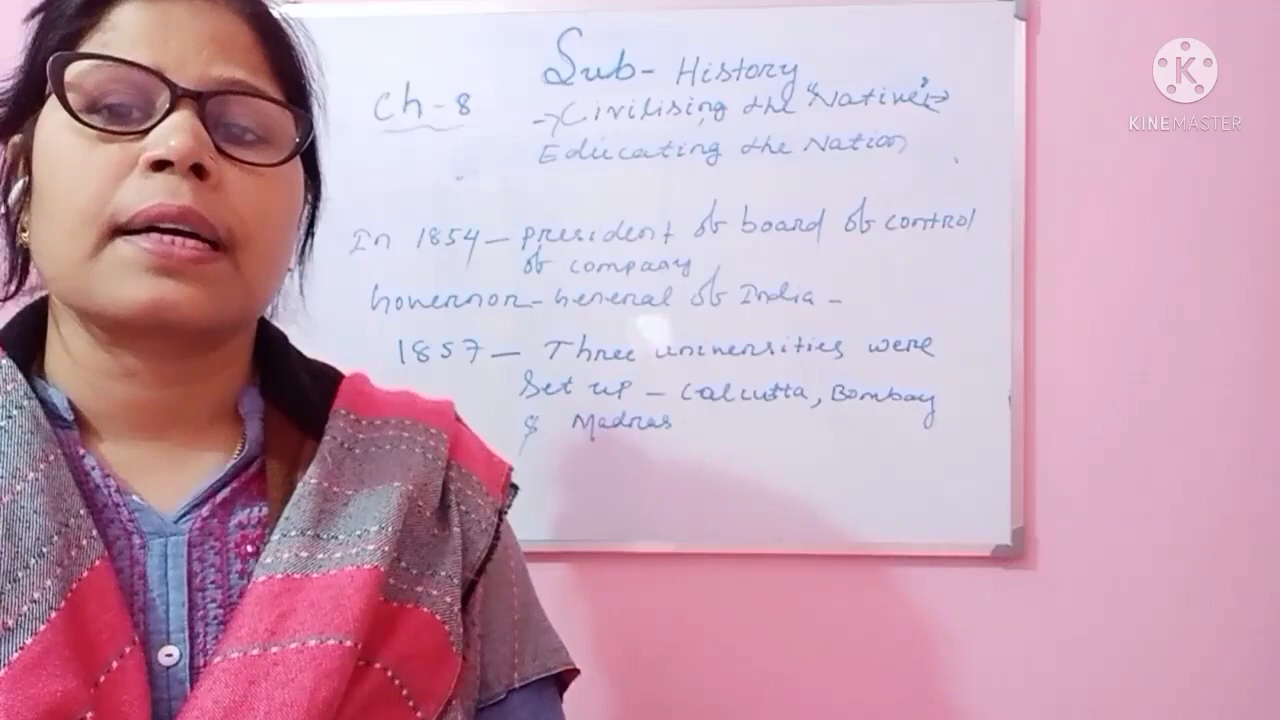 Sub- History
Ch-8
→ Civilising the "Native" →
Educating the Nation
In 1854 - President of board of control
of company
Governor-General of India -
1857 - Three universities were
Set up - Calcutta, Bombay
& Madras
KINEMASTER